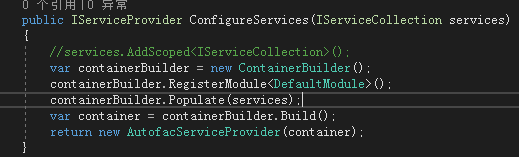 0 个引用|0 异常
public IServiceProvider ConfigureServices(IServiceCollection services)
{
//services.AddScoped<IServiceCollection>();
var containerBuilder = new ContainerBuilder();
containerBuilder.RegisterModule<DefaultModule>();
containerBuilder.Populate(services);
var container = containerBuilder.Build();
return new AutofacServiceProvider(container);
}